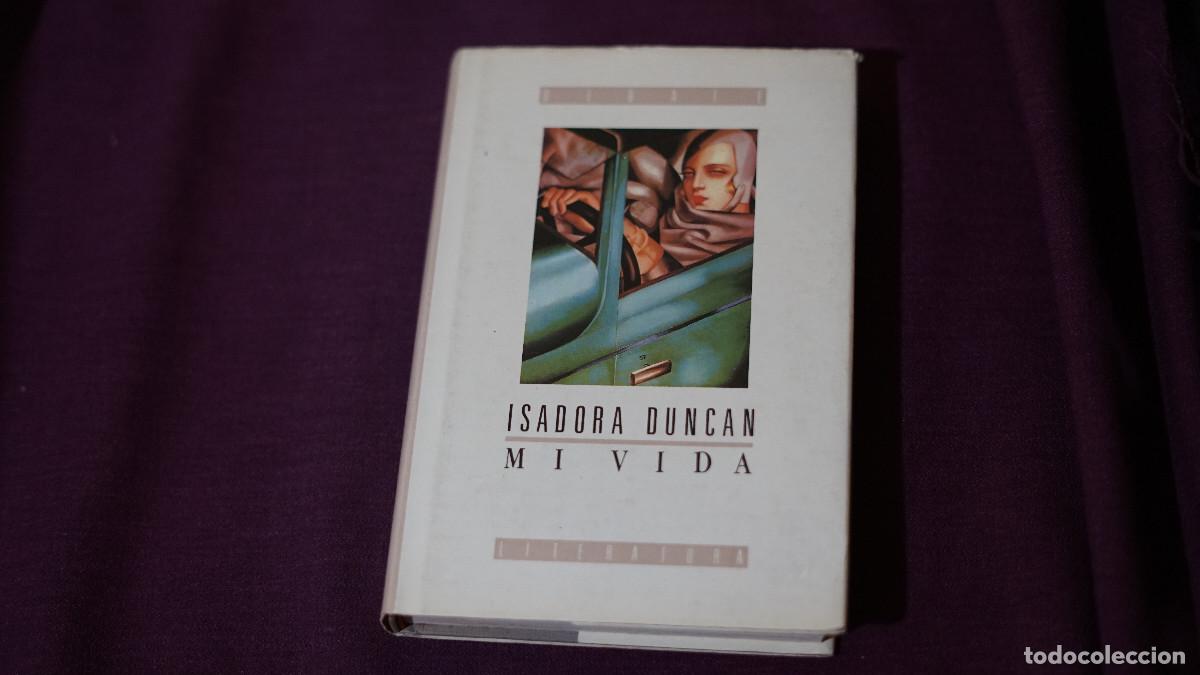 DEBATE
ISADORA DUNCAN
MI VIDA
LITERATURA
todocoleccion